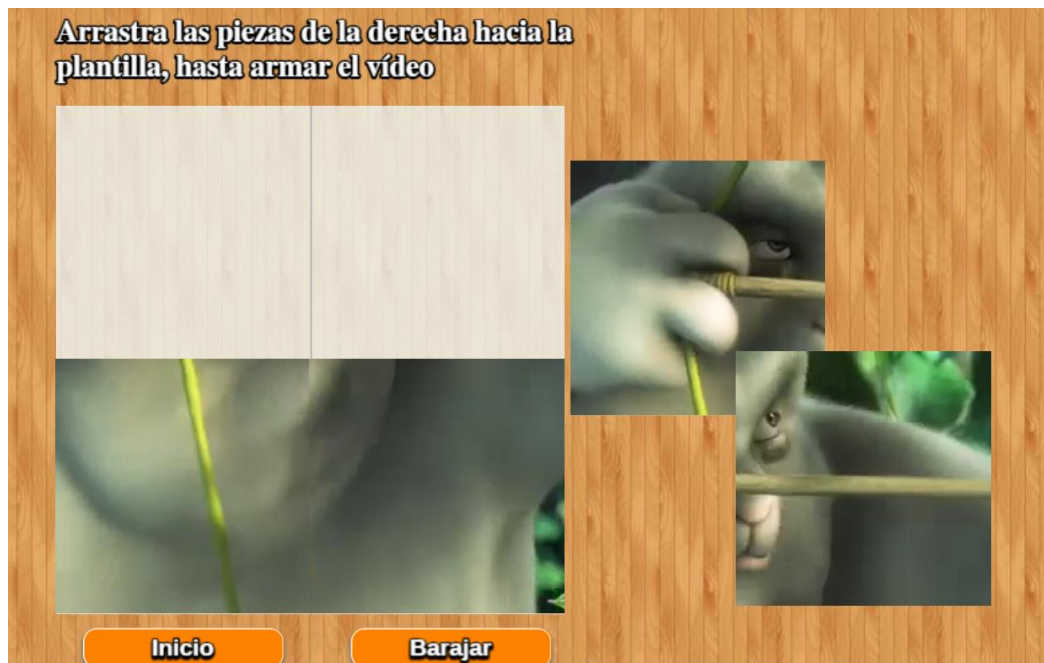 Arrastra las piezas de la derecha hacia la
plantilla, hasta armar el vídeo
Inicio
Barajar